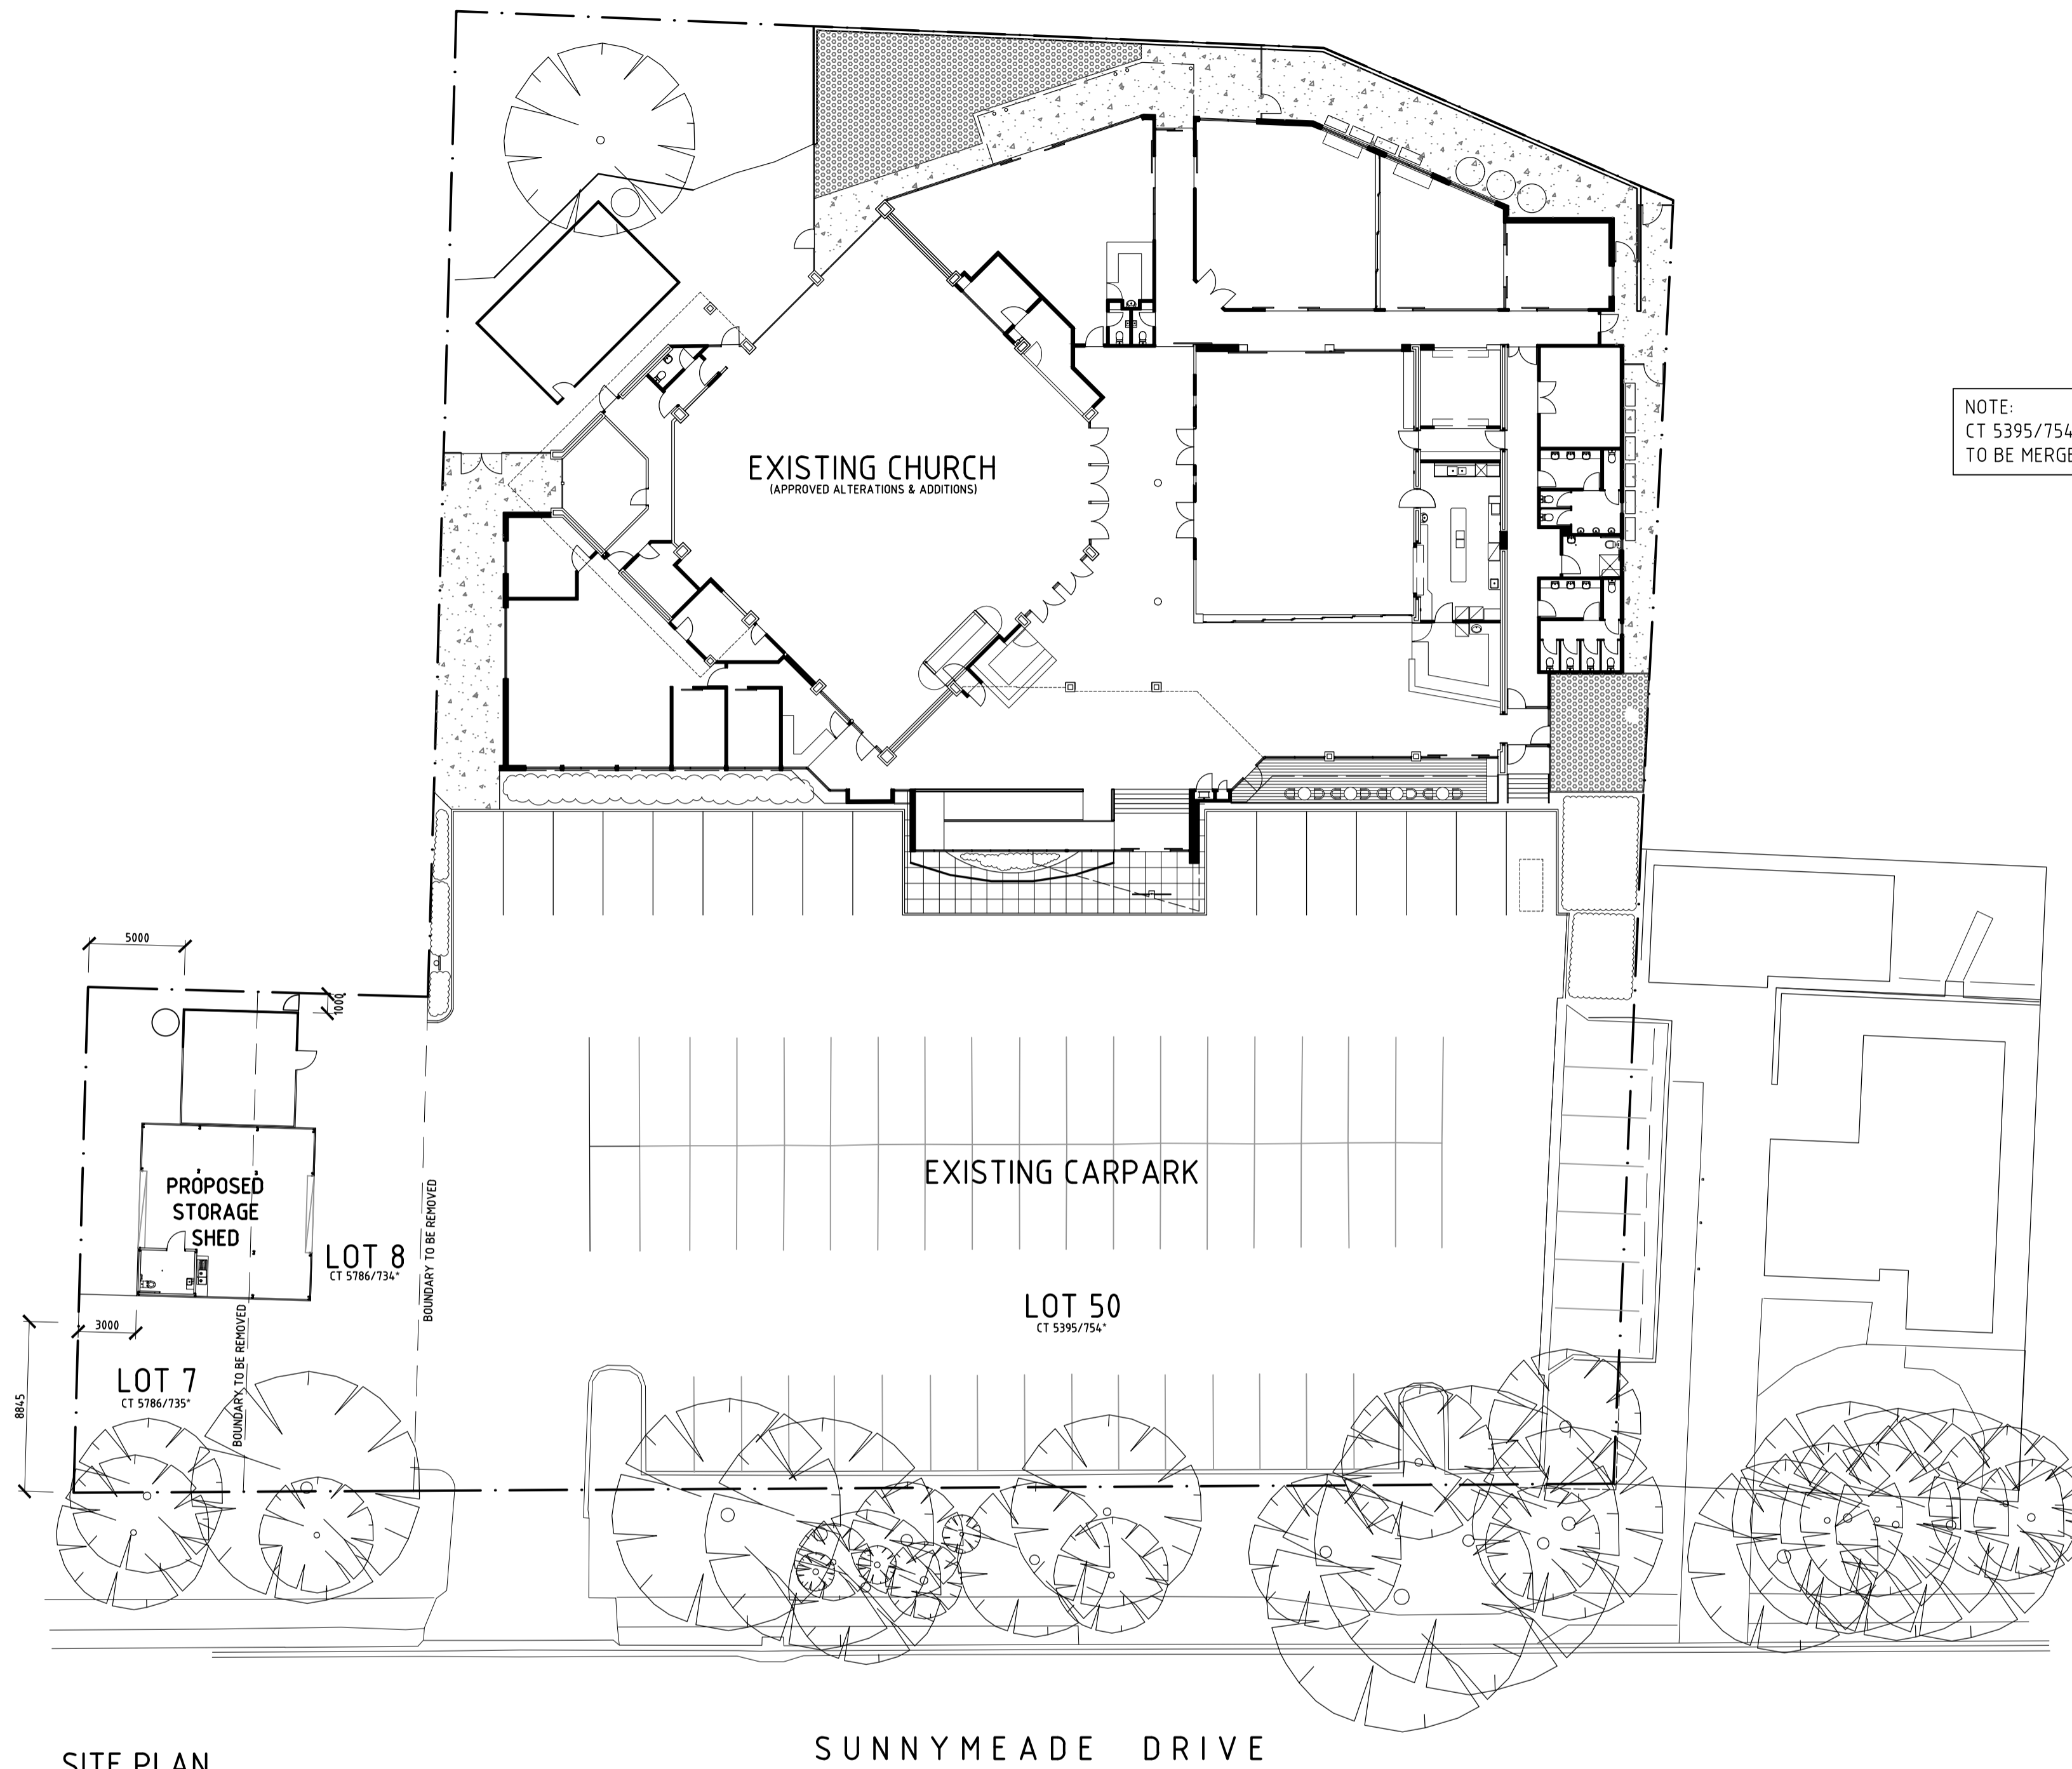 EXISTING CHURCH
(APPROVED ALTERATIONS & ADDITIONS)
NOTE:
CT 5395/754
TO BE MERGE
5000
1000
PROPOSED
STORAGE
SHED
LOT 8
CT 5786/734*
BOUNDARY TO BE REMOVED
EXISTING CARPARK
LOT 50
CT 5395/754*
3000
BOUNDARY TO BE REMOVED
LOT 7
CT 5786/735*
8845
SUNNYMEADE DRIVE
SITE PLAN